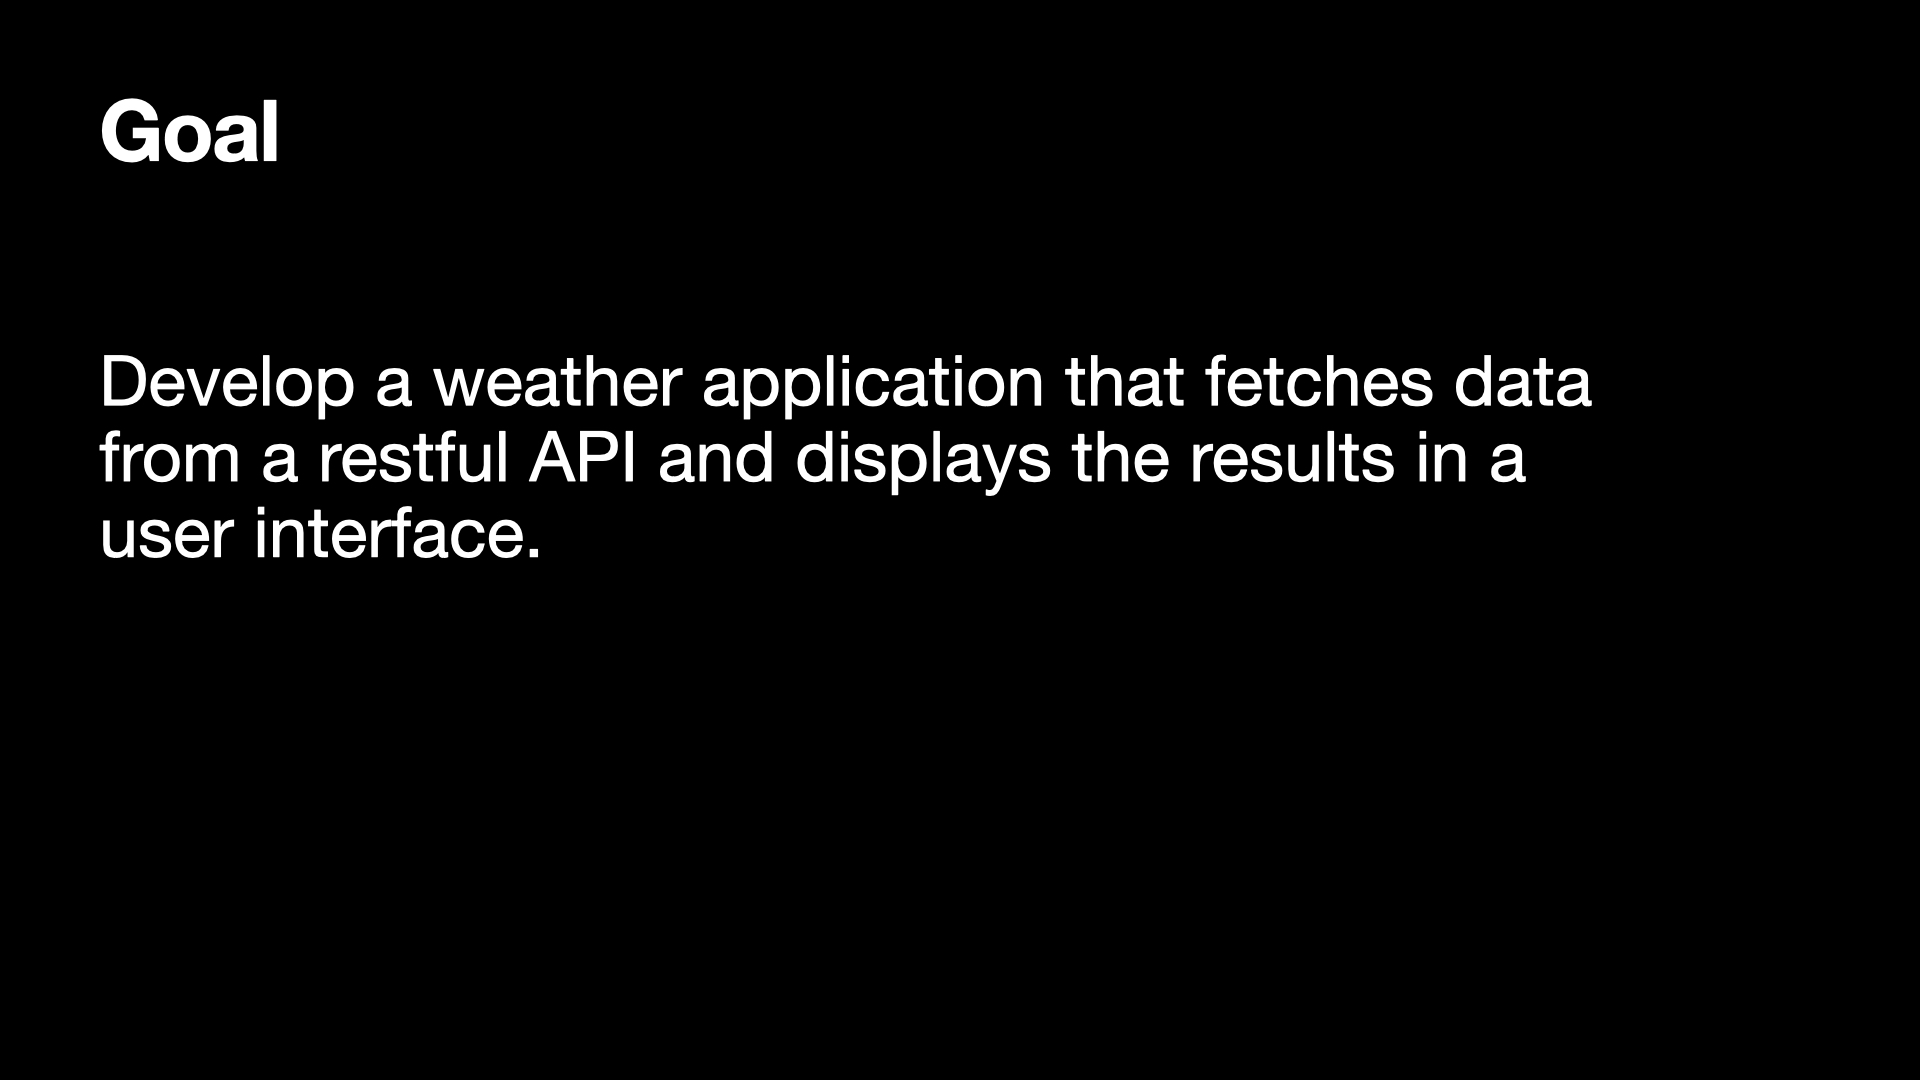 Goal
Develop a weather application that fetches data
from a restful API and displays the results in a
user interface.